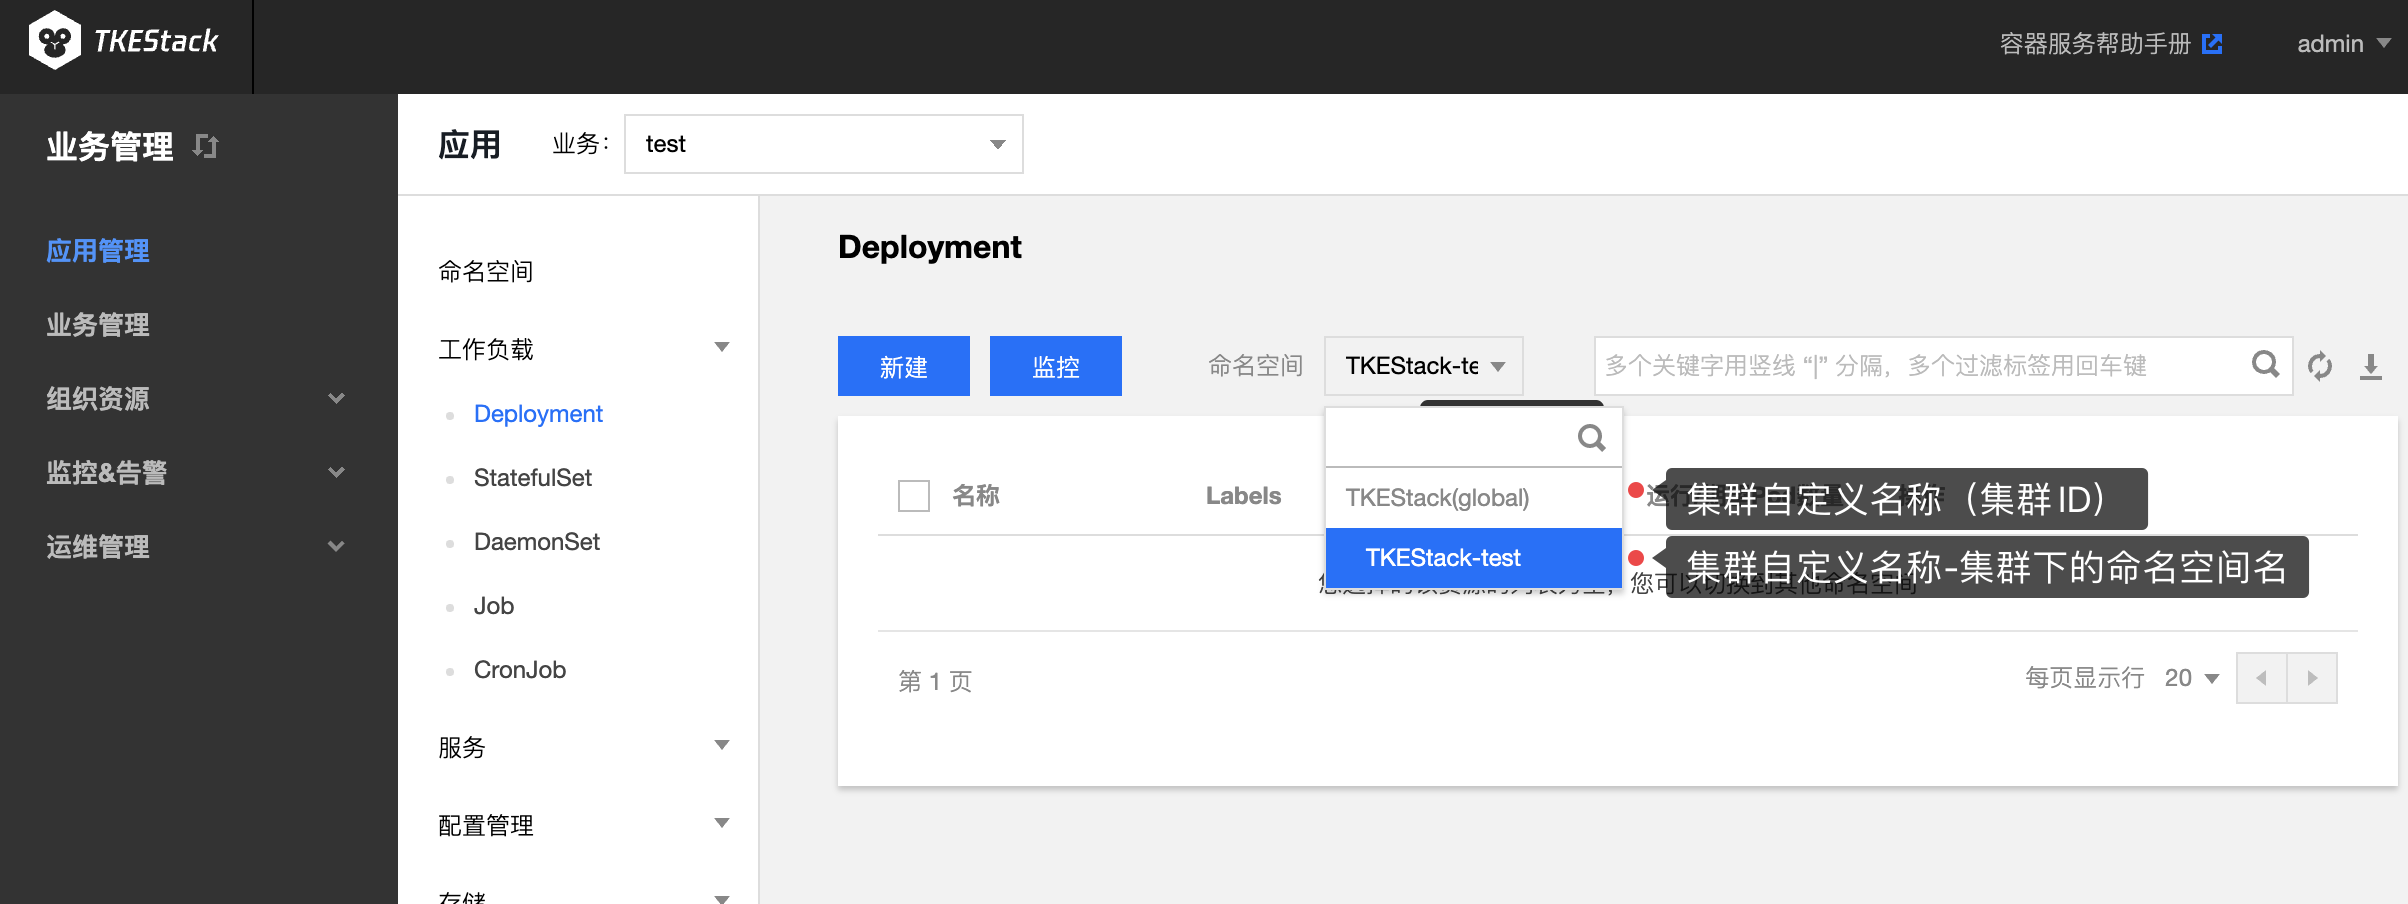 TKEStack
容器服务帮助手册
admin
业务管理
应用管理
业务管理
组织资源
监控&告警
运维管理
应用
业务：
test
命名空间
工作负载
Deployment
StatefulSet
DaemonSet
Job
CronJob
服务
配置管理
存储
Deployment
新建
监控
命名空间
TKEStack-te
多个关键字用竖线 “|” 分隔，多个过滤标签用回车键
名称
Labels
TKEStack(global)
TKEStack-test
集群自定义名称（集群ID）
集群自定义名称-集群下的命名空间名
您可以切换到其他命名空间
第 1 页
每页显示行
20